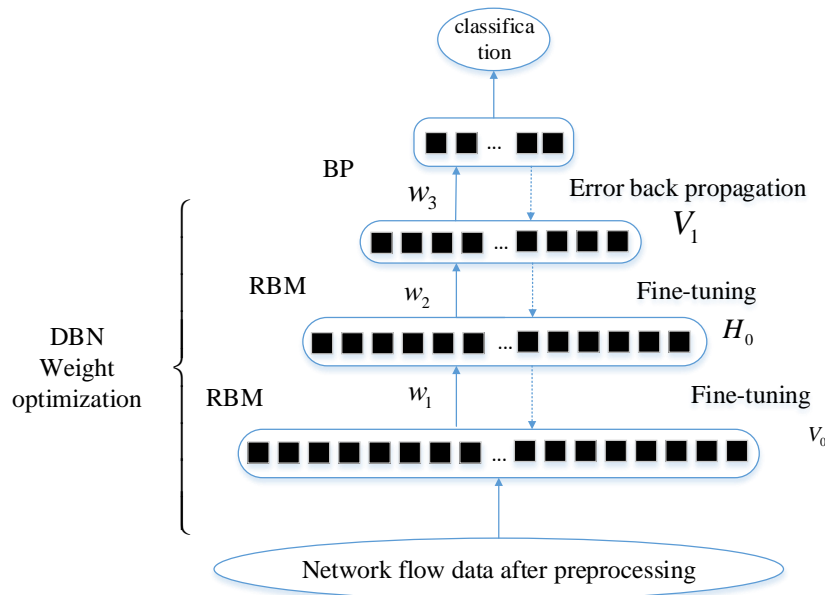 classifica
tion
...
BP
w₃
Error back propagation
V₁
...
RBM
w₂
Fine-tuning
H₀
...
DBN
Weight
optimization
RBM
w₁
Fine-tuning
V₀
...
Network flow data after preprocessing